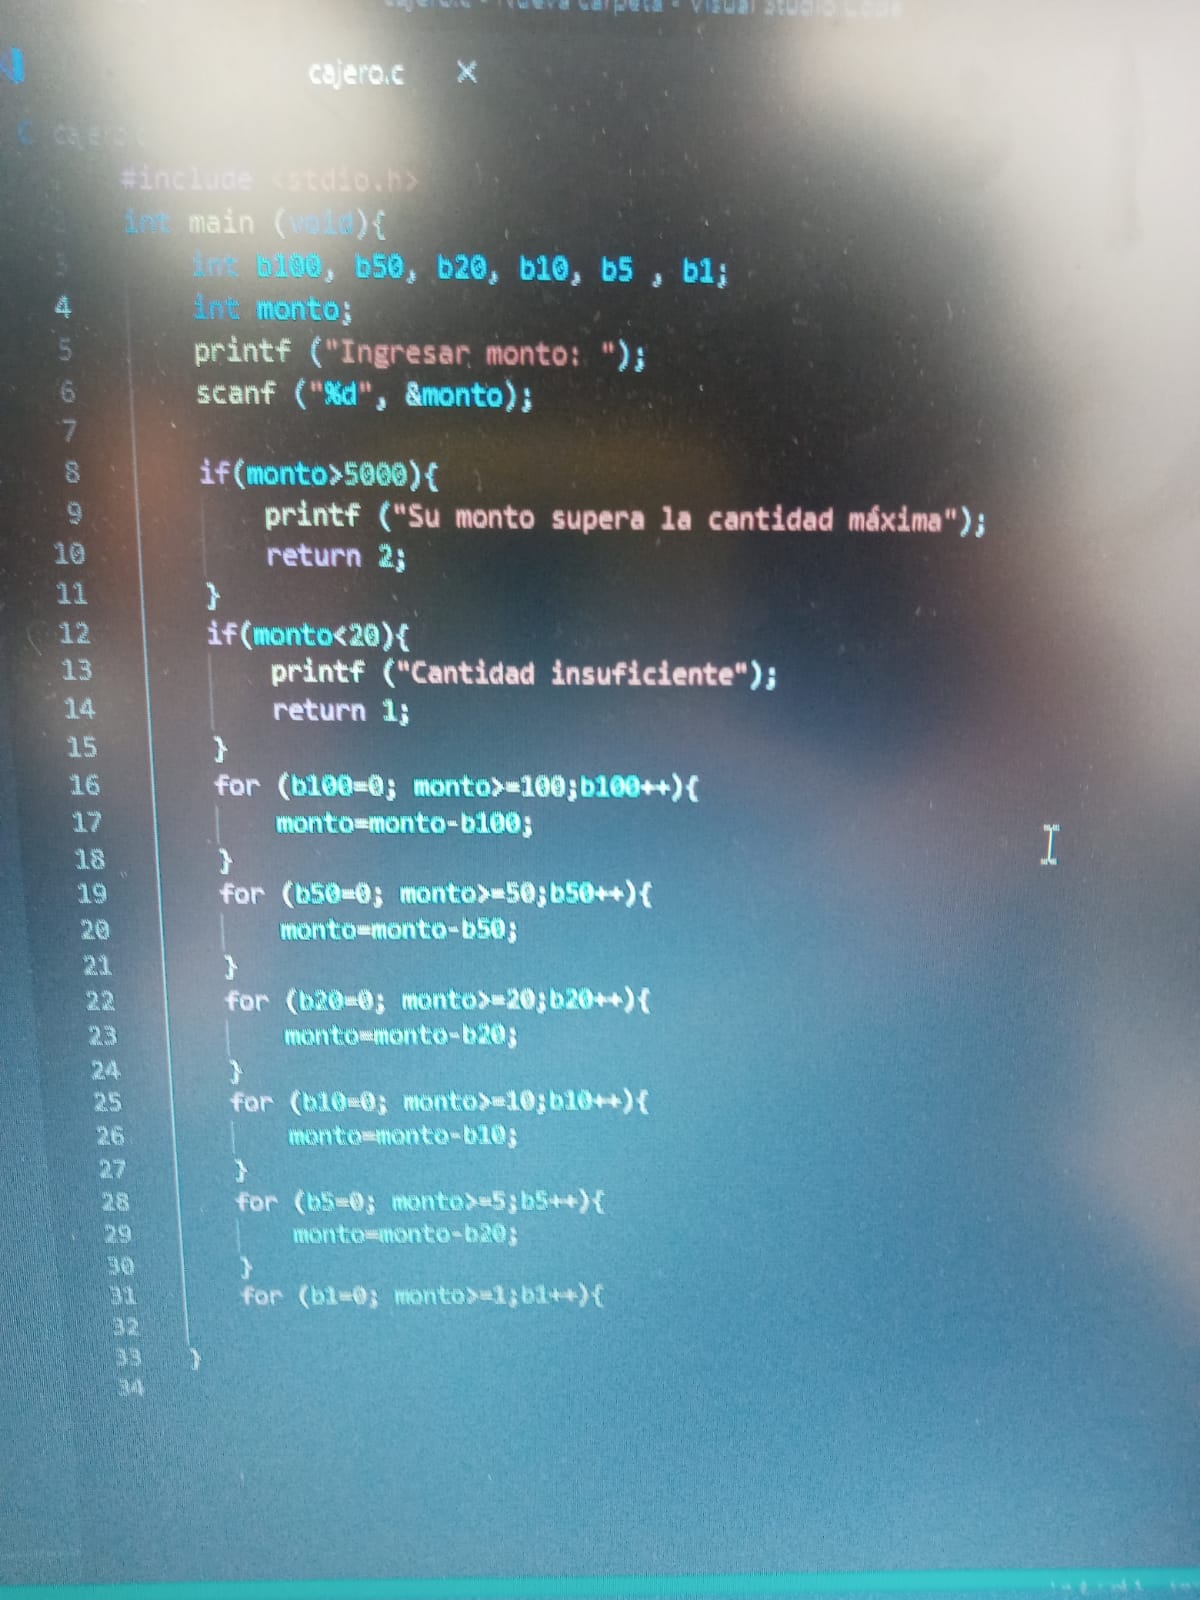 cajero.c - Nueva carpeta - Visual Studio Code
cajero.c ×
C cajero.c
#include <stdio.h>
2 int main (void){
3 int b100, b50, b20, b10, b5 , b1;
4 int monto;
5 printf ("Ingresar monto: ");
6 scanf ("%d", &monto);
7
8 if(monto>5000){
9 printf ("Su monto supera la cantidad máxima");
10 return 2;
11 }
12 if(monto<20){
13 printf ("Cantidad insuficiente");
14 return 1;
15 }
16 for (b100=0; monto>=100;b100++){
17 monto=monto-b100;
18 }
19 for (b50=0; monto>=50;b50++){
20 monto=monto-b50;
21 }
22 for (b20=0; monto>=20;b20++){
23 monto=monto-b20;
24 }
25 for (b10=0; monto>=10;b10++){
26 monto=monto-b10;
27 }
28 for (b5=0; monto>=5;b5++){
29 monto=monto-b20;
30 }
31 for (b1=0; monto>=1;b1++){
32
33 }
34